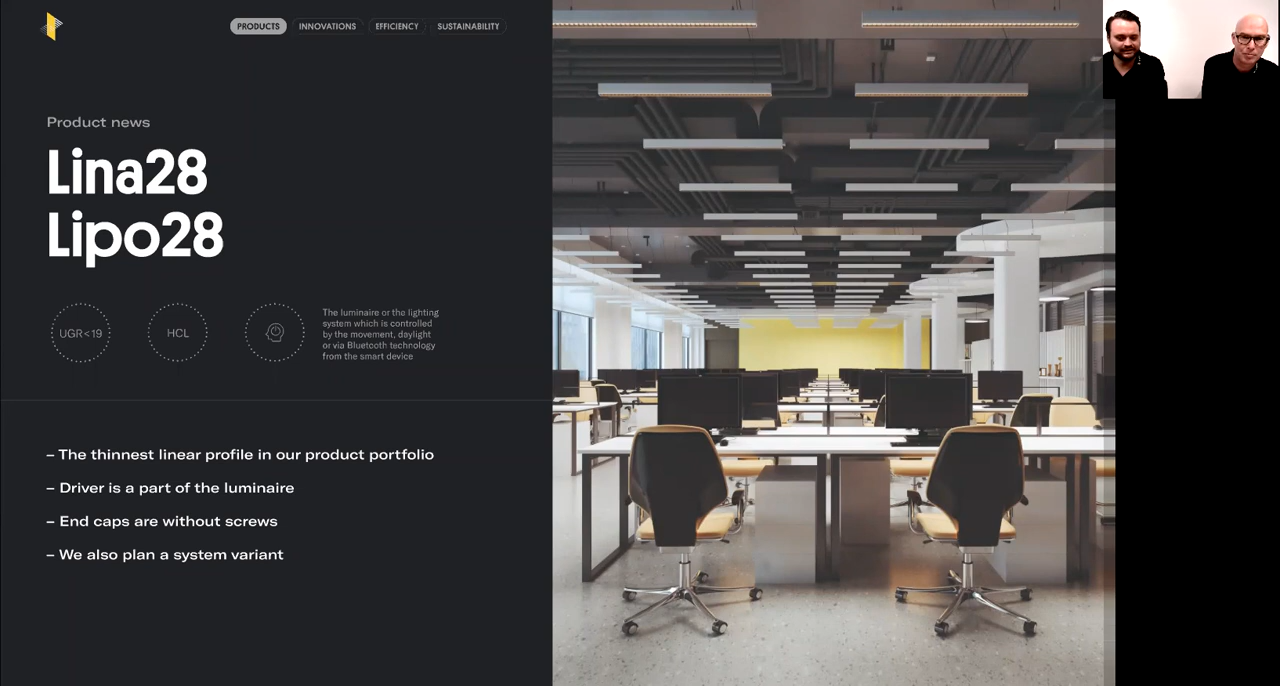 PRODUCTS INNOVATIONS EFFICIENCY SUSTAINABILITY
Product news
Lina28
Lipo28
UGR<19
HCL
The luminaire or the lighting
system which is controlled
by the movement, daylight
or via Bluetooth technology
from the smart device
– The thinnest linear profile in our product portfolio
– Driver is a part of the luminaire
– End caps are without screws
– We also plan a system variant